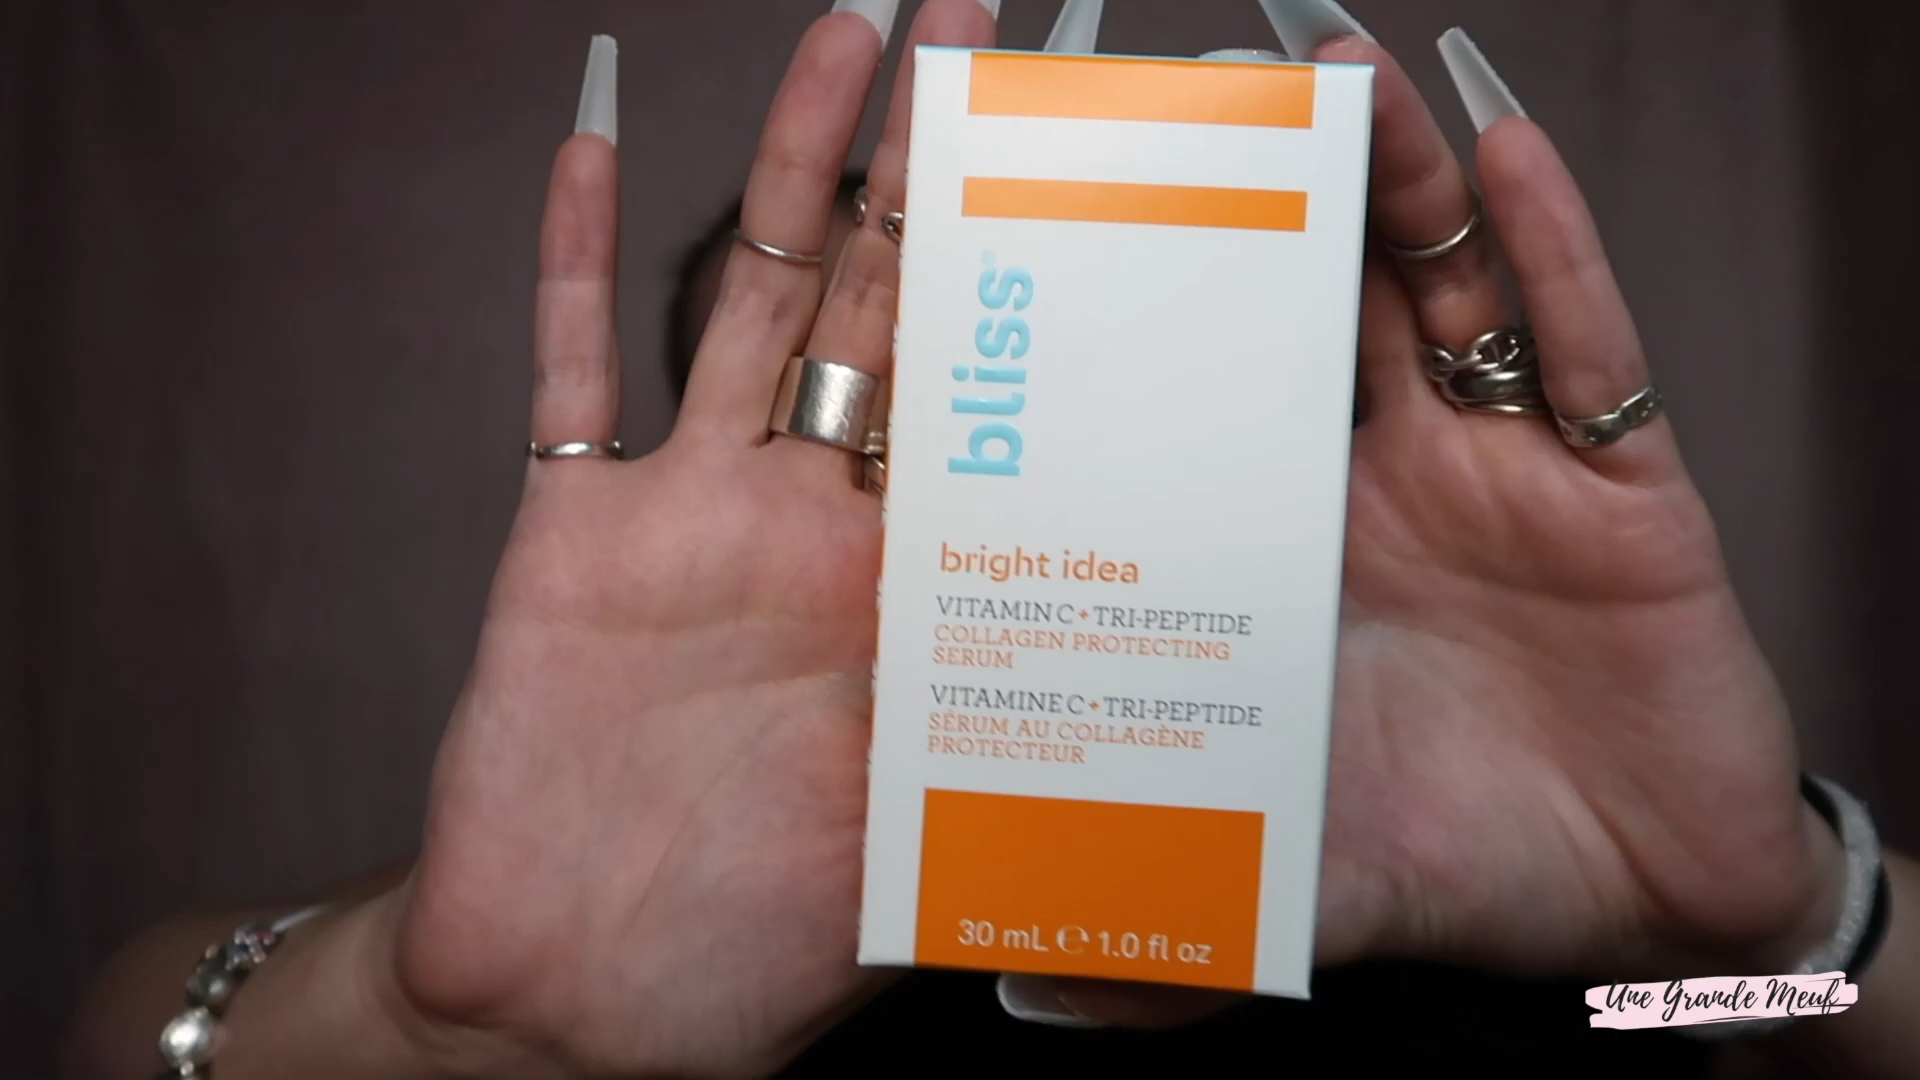 bliss®
bright idea
VITAMIN C + TRI-PEPTIDE
COLLAGEN PROTECTING
SERUM
VITAMINE C + TRI-PEPTIDE
SÉRUM AU COLLAGÈNE
PROTECTEUR
30 mL ℮ 1.0 fl oz
Une Grande Meuf